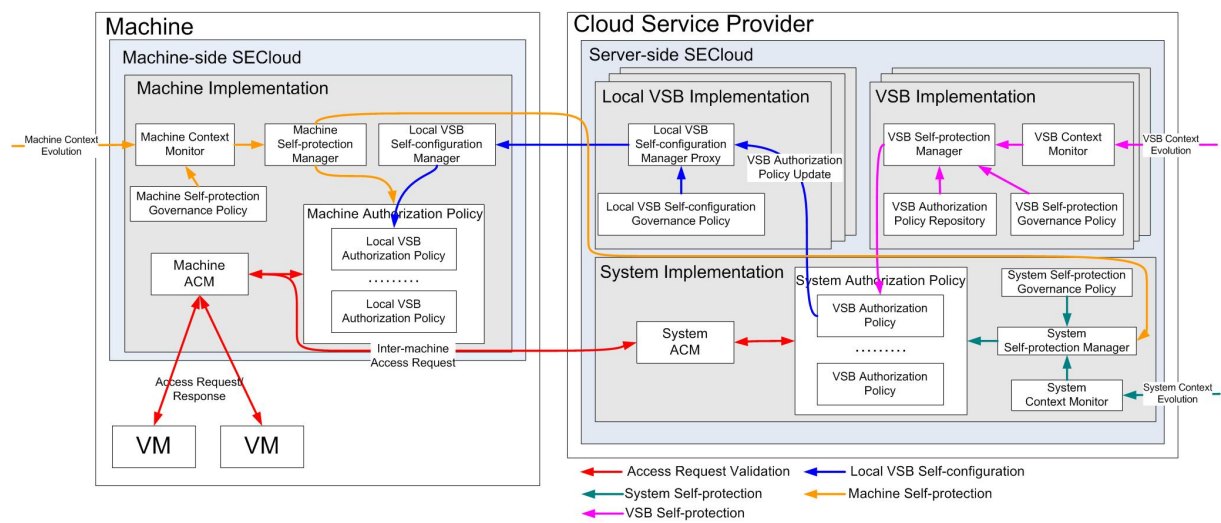 Machine
Machine-side SECloud
Machine Implementation
Machine Context
Evolution
Machine Context
Monitor
Machine
Self-protection
Manager
Local VSB
Self-configuration
Manager
Machine Self-protection
Governance Policy
Machine Authorization Policy
Local VSB
Authorization Policy
.........
Local VSB
Authorization Policy
Machine
ACM
Inter-machine
Access Request
Access Request/
Response
VM
VM
Cloud Service Provider
Server-side SECloud
Local VSB Implementation
Local VSB
Self-configuration
Manager Proxy
VSB Authorization
Policy Update
Local VSB Self-configuration
Governance Policy
VSB Implementation
VSB Self-protection
Manager
VSB Context
Monitor
VSB Context
Evolution
VSB Authorization
Policy Repository
VSB Self-protection
Governance Policy
System Implementation
System Authorization Policy
VSB Authorization
Policy
.........
VSB Authorization
Policy
System
ACM
System Self-protection
Governance Policy
System
Self-protection Manager
System
Context Monitor
System Context
Evolution
Access Request Validation
Local VSB Self-configuration
System Self-protection
Machine Self-protection
VSB Self-protection